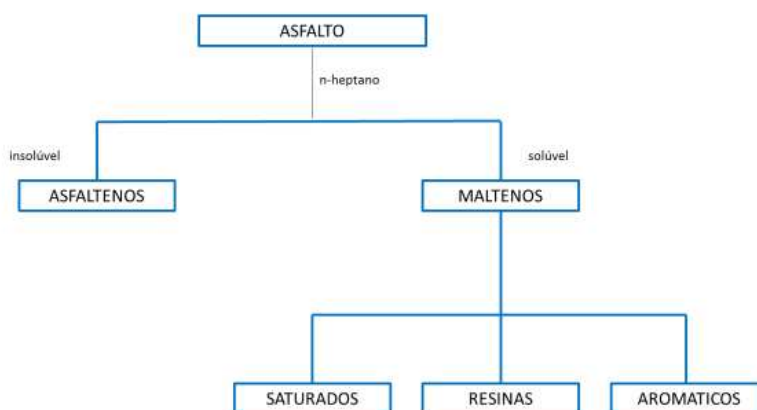 ASFALTO
n-heptano
insolúvel
solúvel
ASFALTENOS
MALTENOS
SATURADOS
RESINAS
AROMATICOS